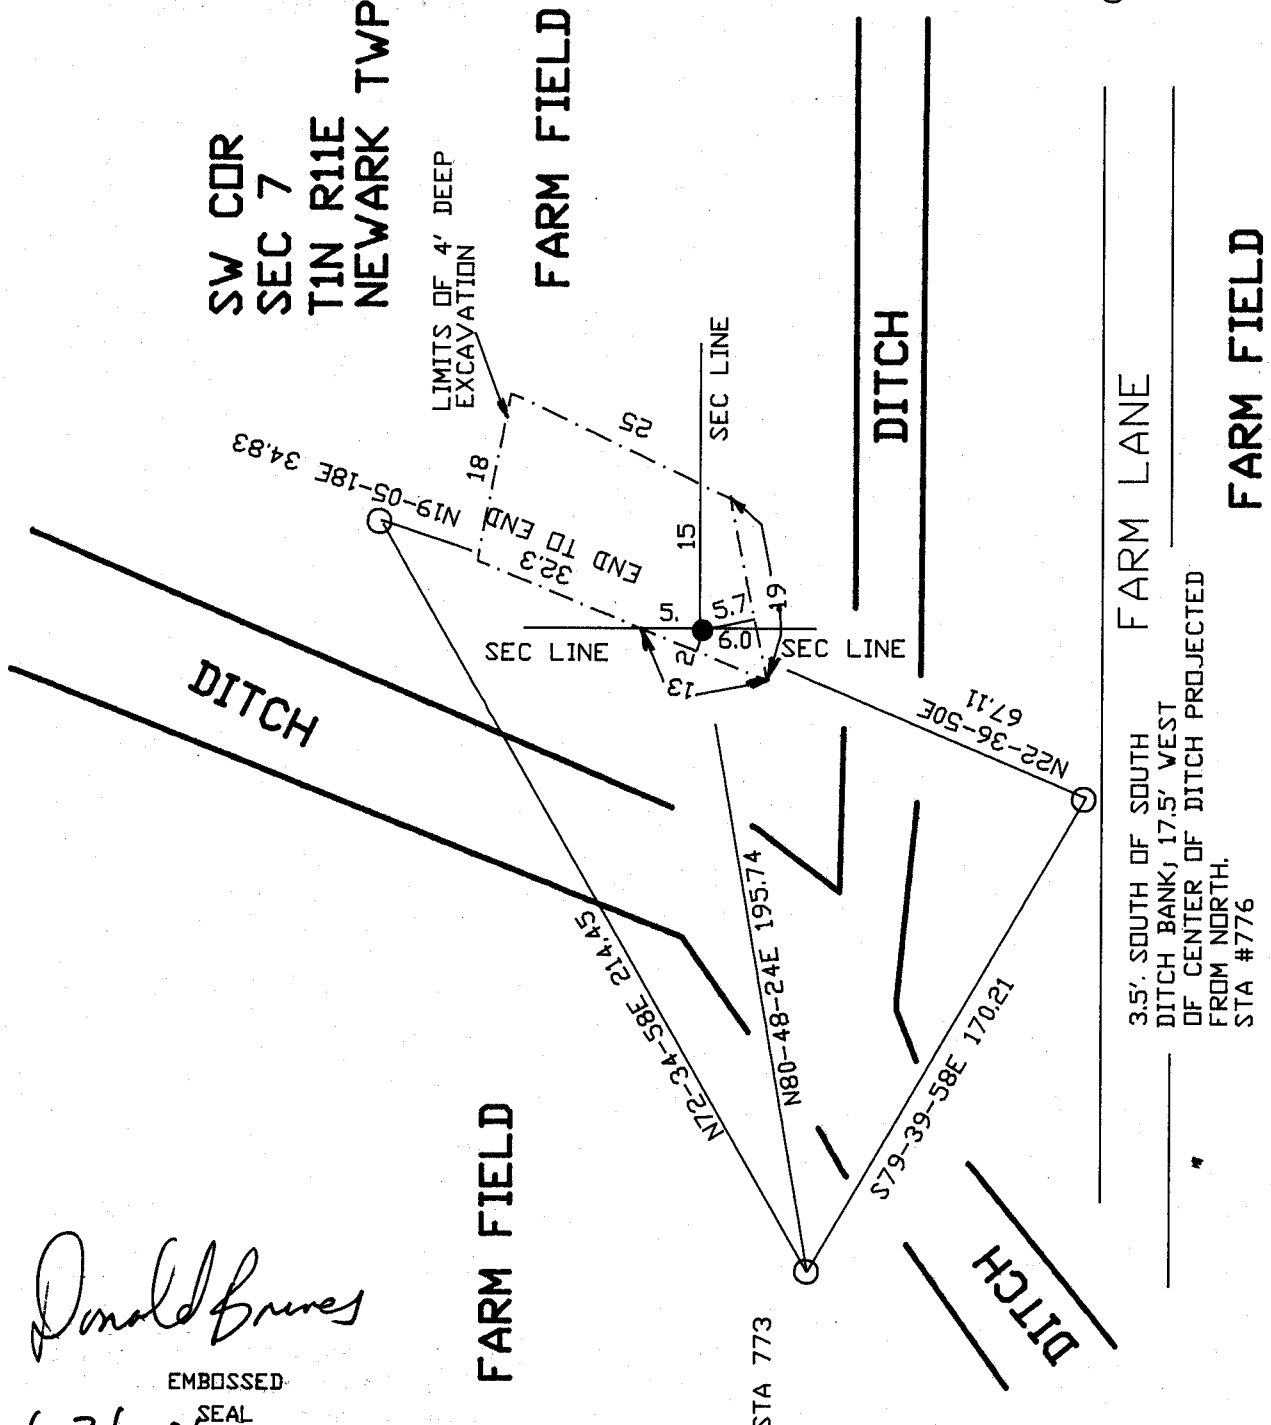 SW COR
SEC 7
T1N R11E
NEWARK TWP
LIMITS OF 4' DEEP
EXCAVATION
FARM FIELD
N19-05-18E 34.83
18
25
32.3
END TO END
SEC LINE
15
5.
5.7
6.0
2
19
13
SEC LINE
SEC LINE
DITCH
DITCH
FARM LANE
FARM FIELD
N22-36-50E
67.11
N72-34-58E 214.45
N80-48-24E 195.74
S79-39-58E 170.21
3.5'. SOUTH OF SOUTH
DITCH BANK; 17.5' WEST
OF CENTER OF DITCH PROJECTED
FROM NORTH.
STA #776
FARM FIELD
DITCH
STA 773
Donald Brunes
EMBOSSED
SEAL